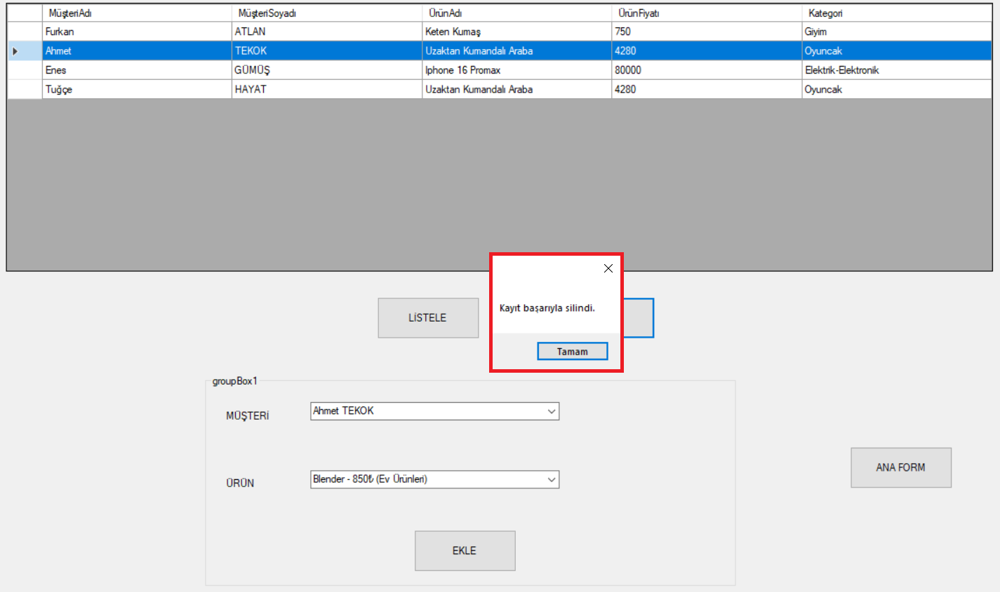 MüşteriAdı MüşteriSoyadı ÜrünAdı ÜrünFiyatı Kategori
Furkan ATLAN Keten Kumaş 750 Giyim
Ahmet TEKOK Uzaktan Kumandalı Araba 4280 Oyuncak
Enes GÜMÜŞ Iphone 16 Promax 80000 Elektrik-Elektronik
Tuğçe HAYAT Uzaktan Kumandalı Araba 4280 Oyuncak
Kayıt başarıyla silindi.
LİSTELE
Tamam
groupBox1
MÜŞTERİ Ahmet TEKOK
ANA FORM
ÜRÜN Blender - 850₺ (Ev Ürünleri)
EKLE